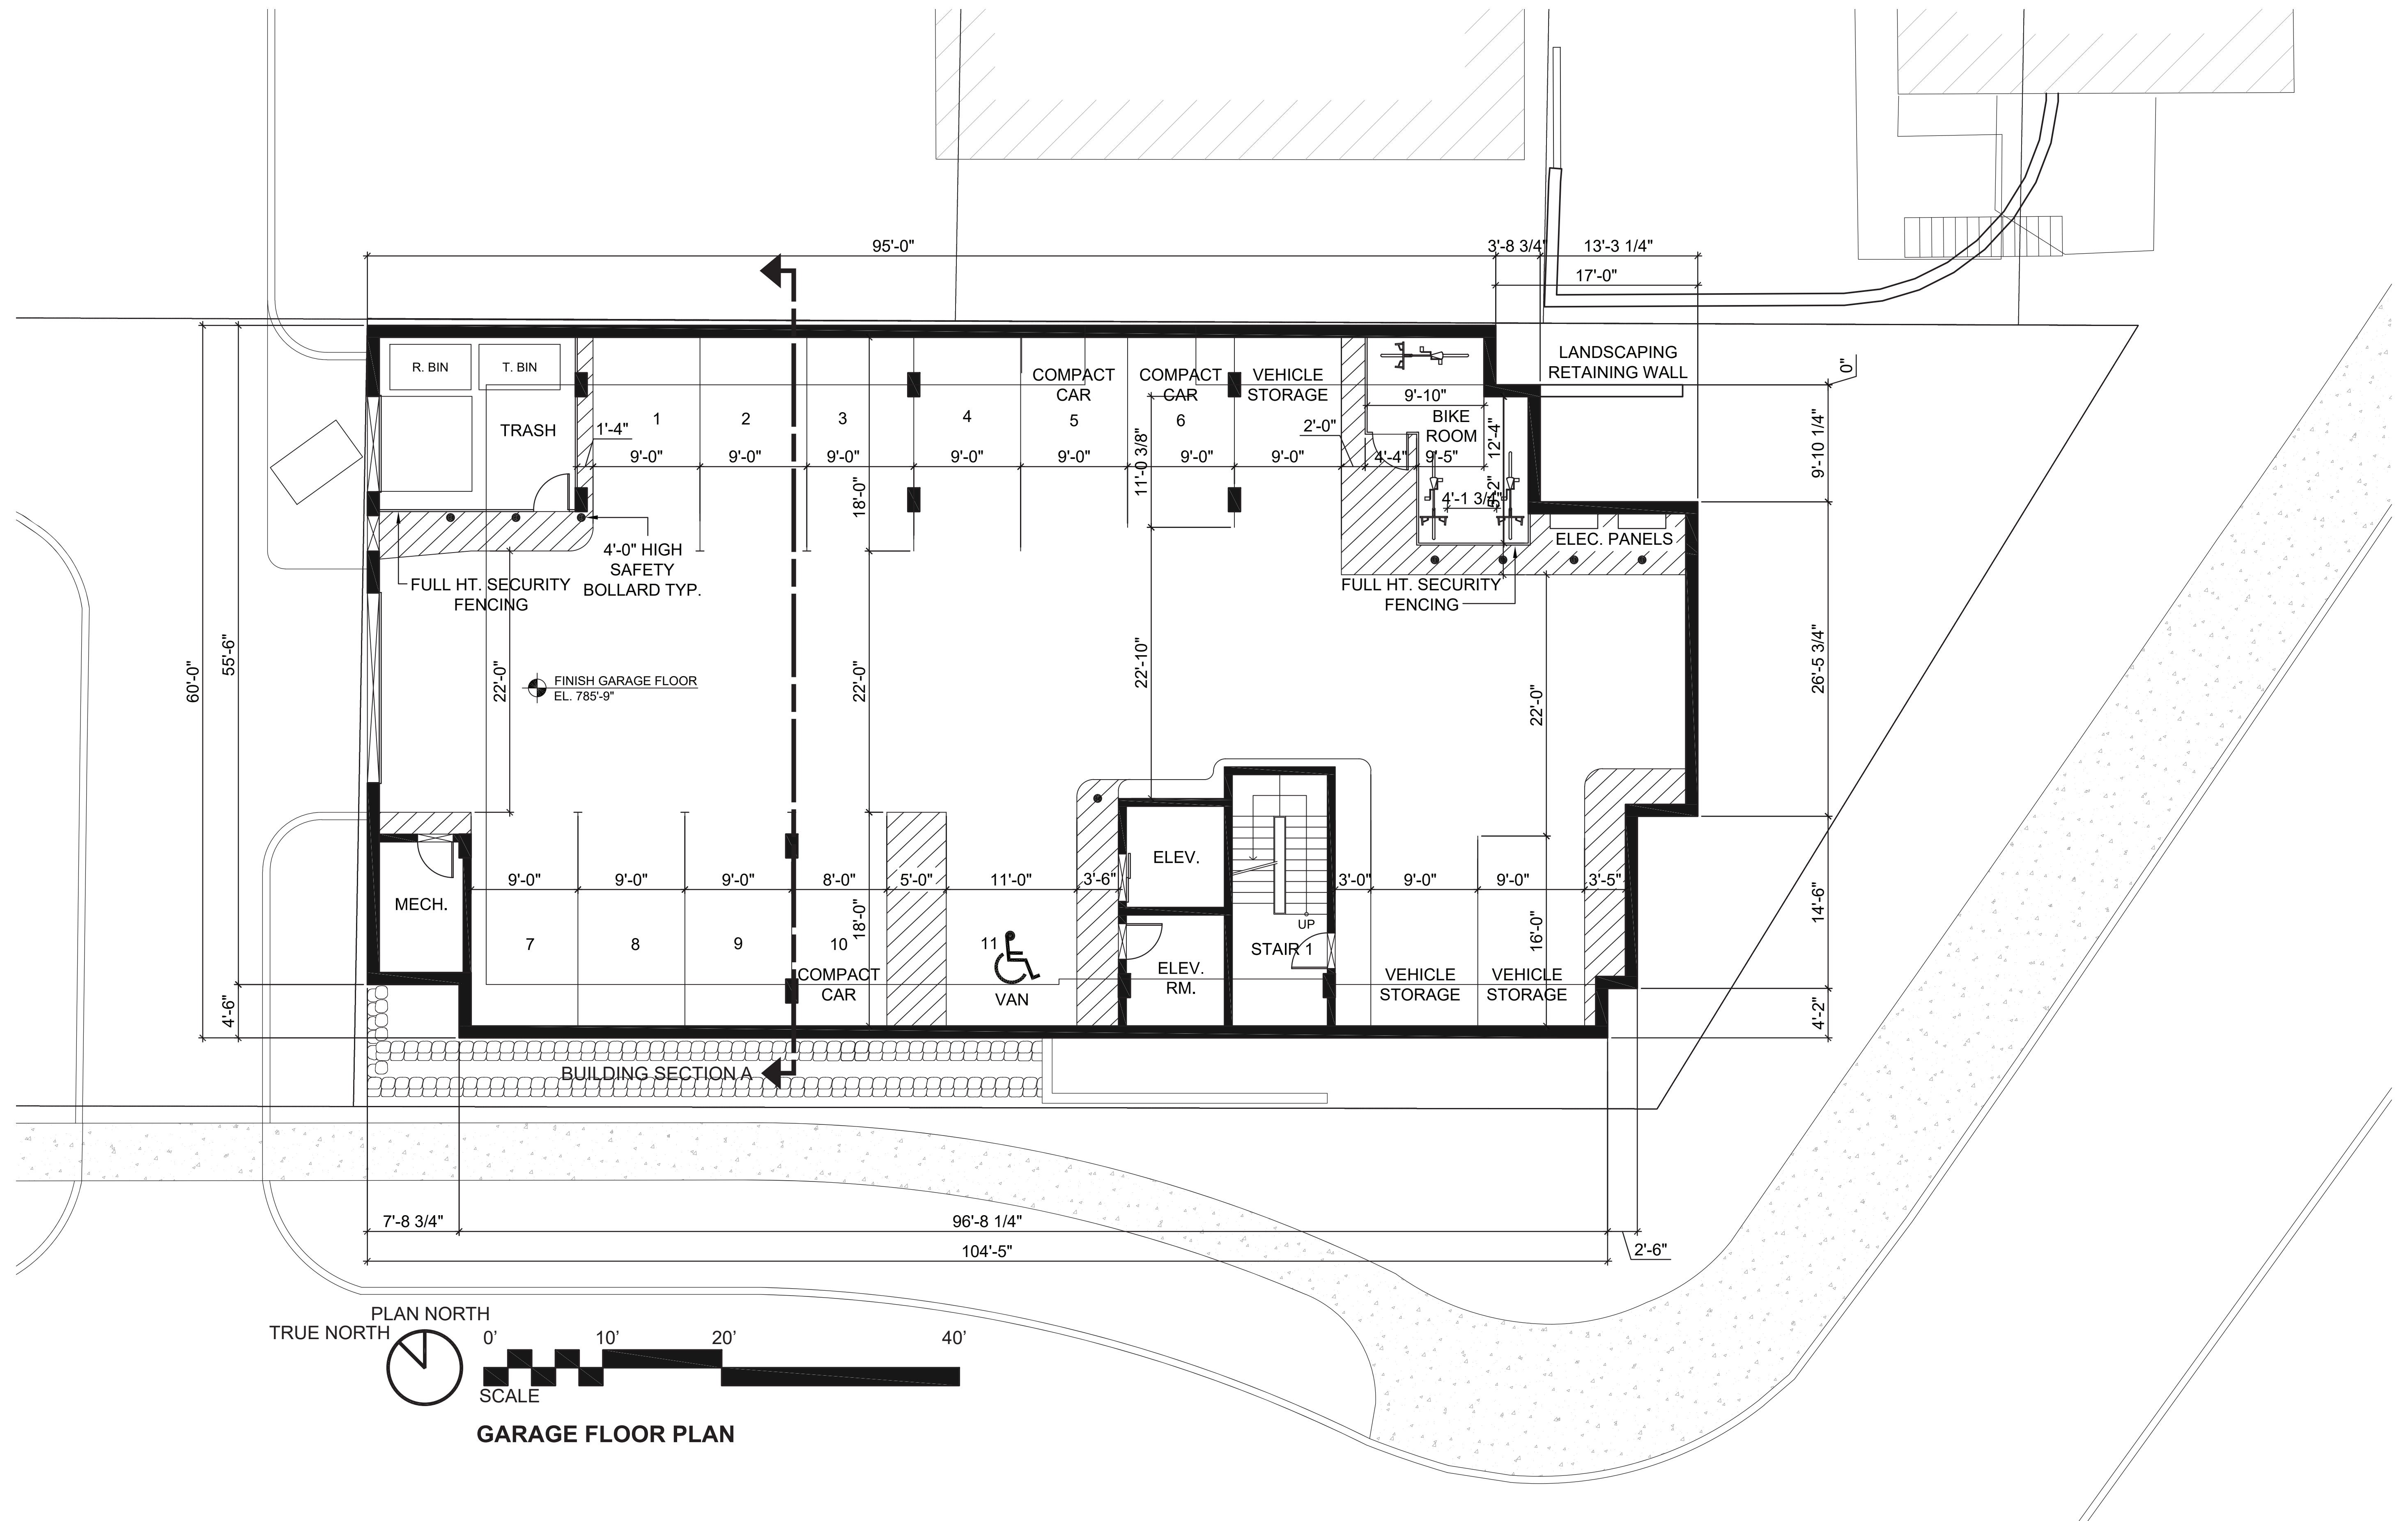 95'-0"
3'-8 3/4"
13'-3 1/4"
17'-0"
LANDSCAPING
RETAINING WALL
0"
R. BIN
T. BIN
TRASH
1'-4"
1
2
3
4
COMPACT
CAR
5
COMPACT
CAR
6
VEHICLE
STORAGE
9'-10"
BIKE
ROOM
12'-4"
2'-0"
9'-0"
9'-0"
9'-0"
9'-0"
9'-0"
9'-0"
9'-0"
4'-4"
9'-5"
11'-0 3/8"
18'-0"
4'-1 3/4"
5'-2"
9'-10 1/4"
ELEC. PANELS
4'-0" HIGH
SAFETY
BOLLARD TYP.
FULL HT. SECURITY
FENCING
FULL HT. SECURITY
FENCING
60'-0"
55'-6"
22'-0"
FINISH GARAGE FLOOR
EL. 785'-9"
22'-0"
22'-10"
22'-0"
26'-5 3/4"
ELEV.
9'-0"
9'-0"
9'-0"
8'-0"
5'-0"
11'-0"
3'-6"
3'-0"
9'-0"
9'-0"
3'-5"
MECH.
14'-6"
18'-0"
16'-0"
UP
7
8
9
10
11
STAIR 1
COMPACT
CAR
VAN
ELEV.
RM.
VEHICLE
STORAGE
VEHICLE
STORAGE
4'-6"
4'-2"
BUILDING SECTION A
7'-8 3/4"
96'-8 1/4"
2'-6"
104'-5"
PLAN NORTH
TRUE NORTH
0'
10'
20'
40'
SCALE
GARAGE FLOOR PLAN